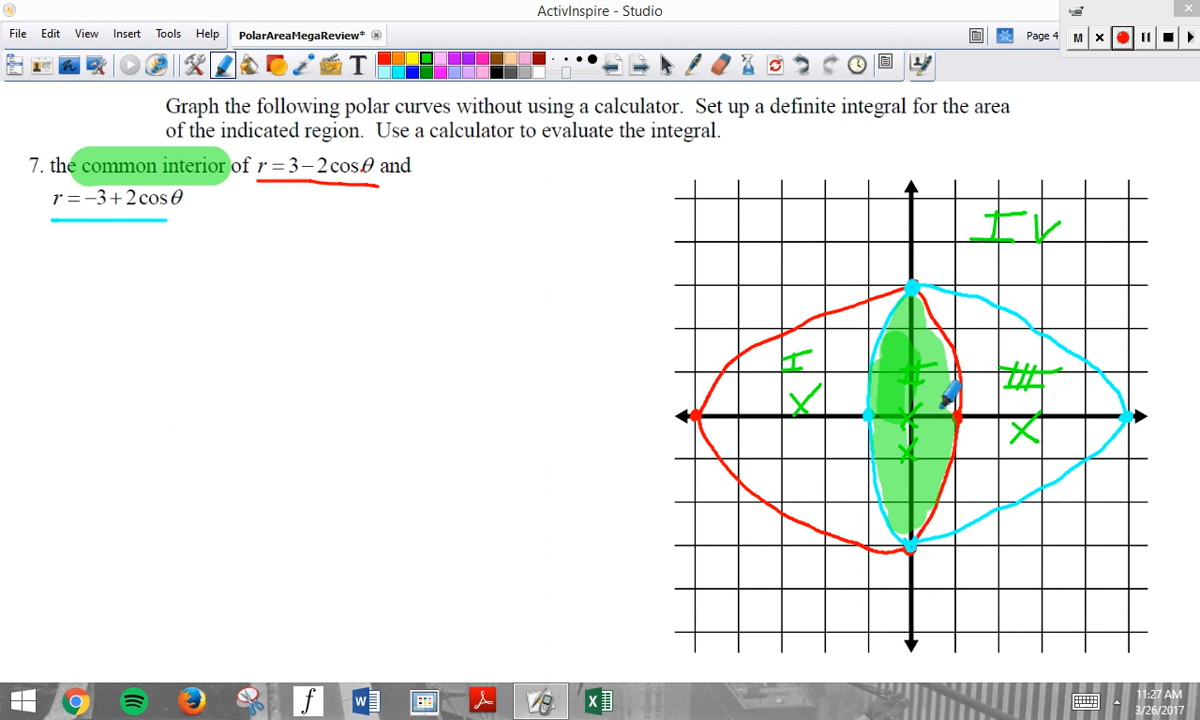 ActivInspire - Studio
File Edit View Insert Tools Help PolarAreaMegaReview* Page 4
M
T
Graph the following polar curves without using a calculator. Set up a definite integral for the area
of the indicated region. Use a calculator to evaluate the integral.
7. the common interior of r = 3 − 2cosθ and
r = −3 + 2cosθ
IV
I
II
III
X
X
X
X
11:27 AM
3/26/2017